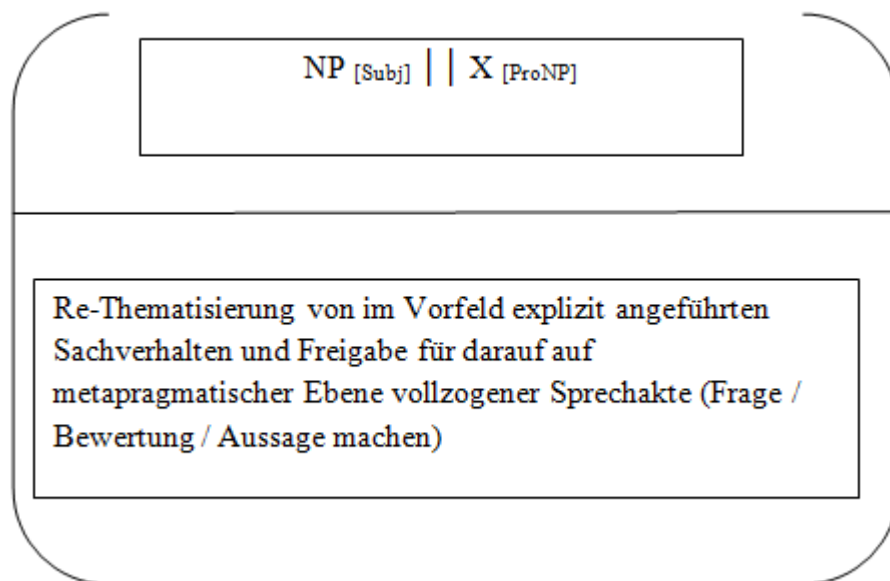 NP [Subj] | | X [ProNP]
Re-Thematisierung von im Vorfeld explizit angeführten
Sachverhalten und Freigabe für darauf auf
metapragmatischer Ebene vollzogener Sprechakte (Frage /
Bewertung / Aussage machen)